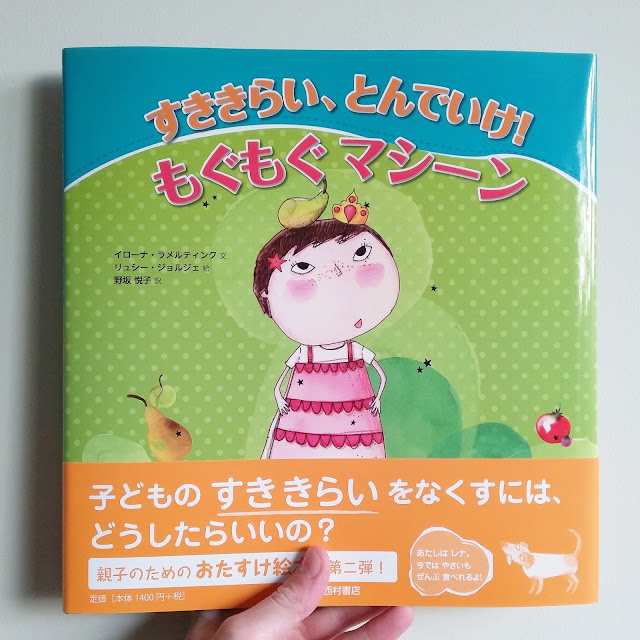 すききらい、とんでいけ!
もぐもぐ マシーン
イローナ・ラメルティンク 文
リュシー・ジョルジェ 絵
野坂 悦子 訳
子どもの すききらい をなくすには、
どうしたらいいの?
親子のための おたすけ絵 第二弾!
定価 [本体 1400 円+税]
西村書店
あたしは レナ。
今では やさいも
ぜんぶ 食べれるよ!